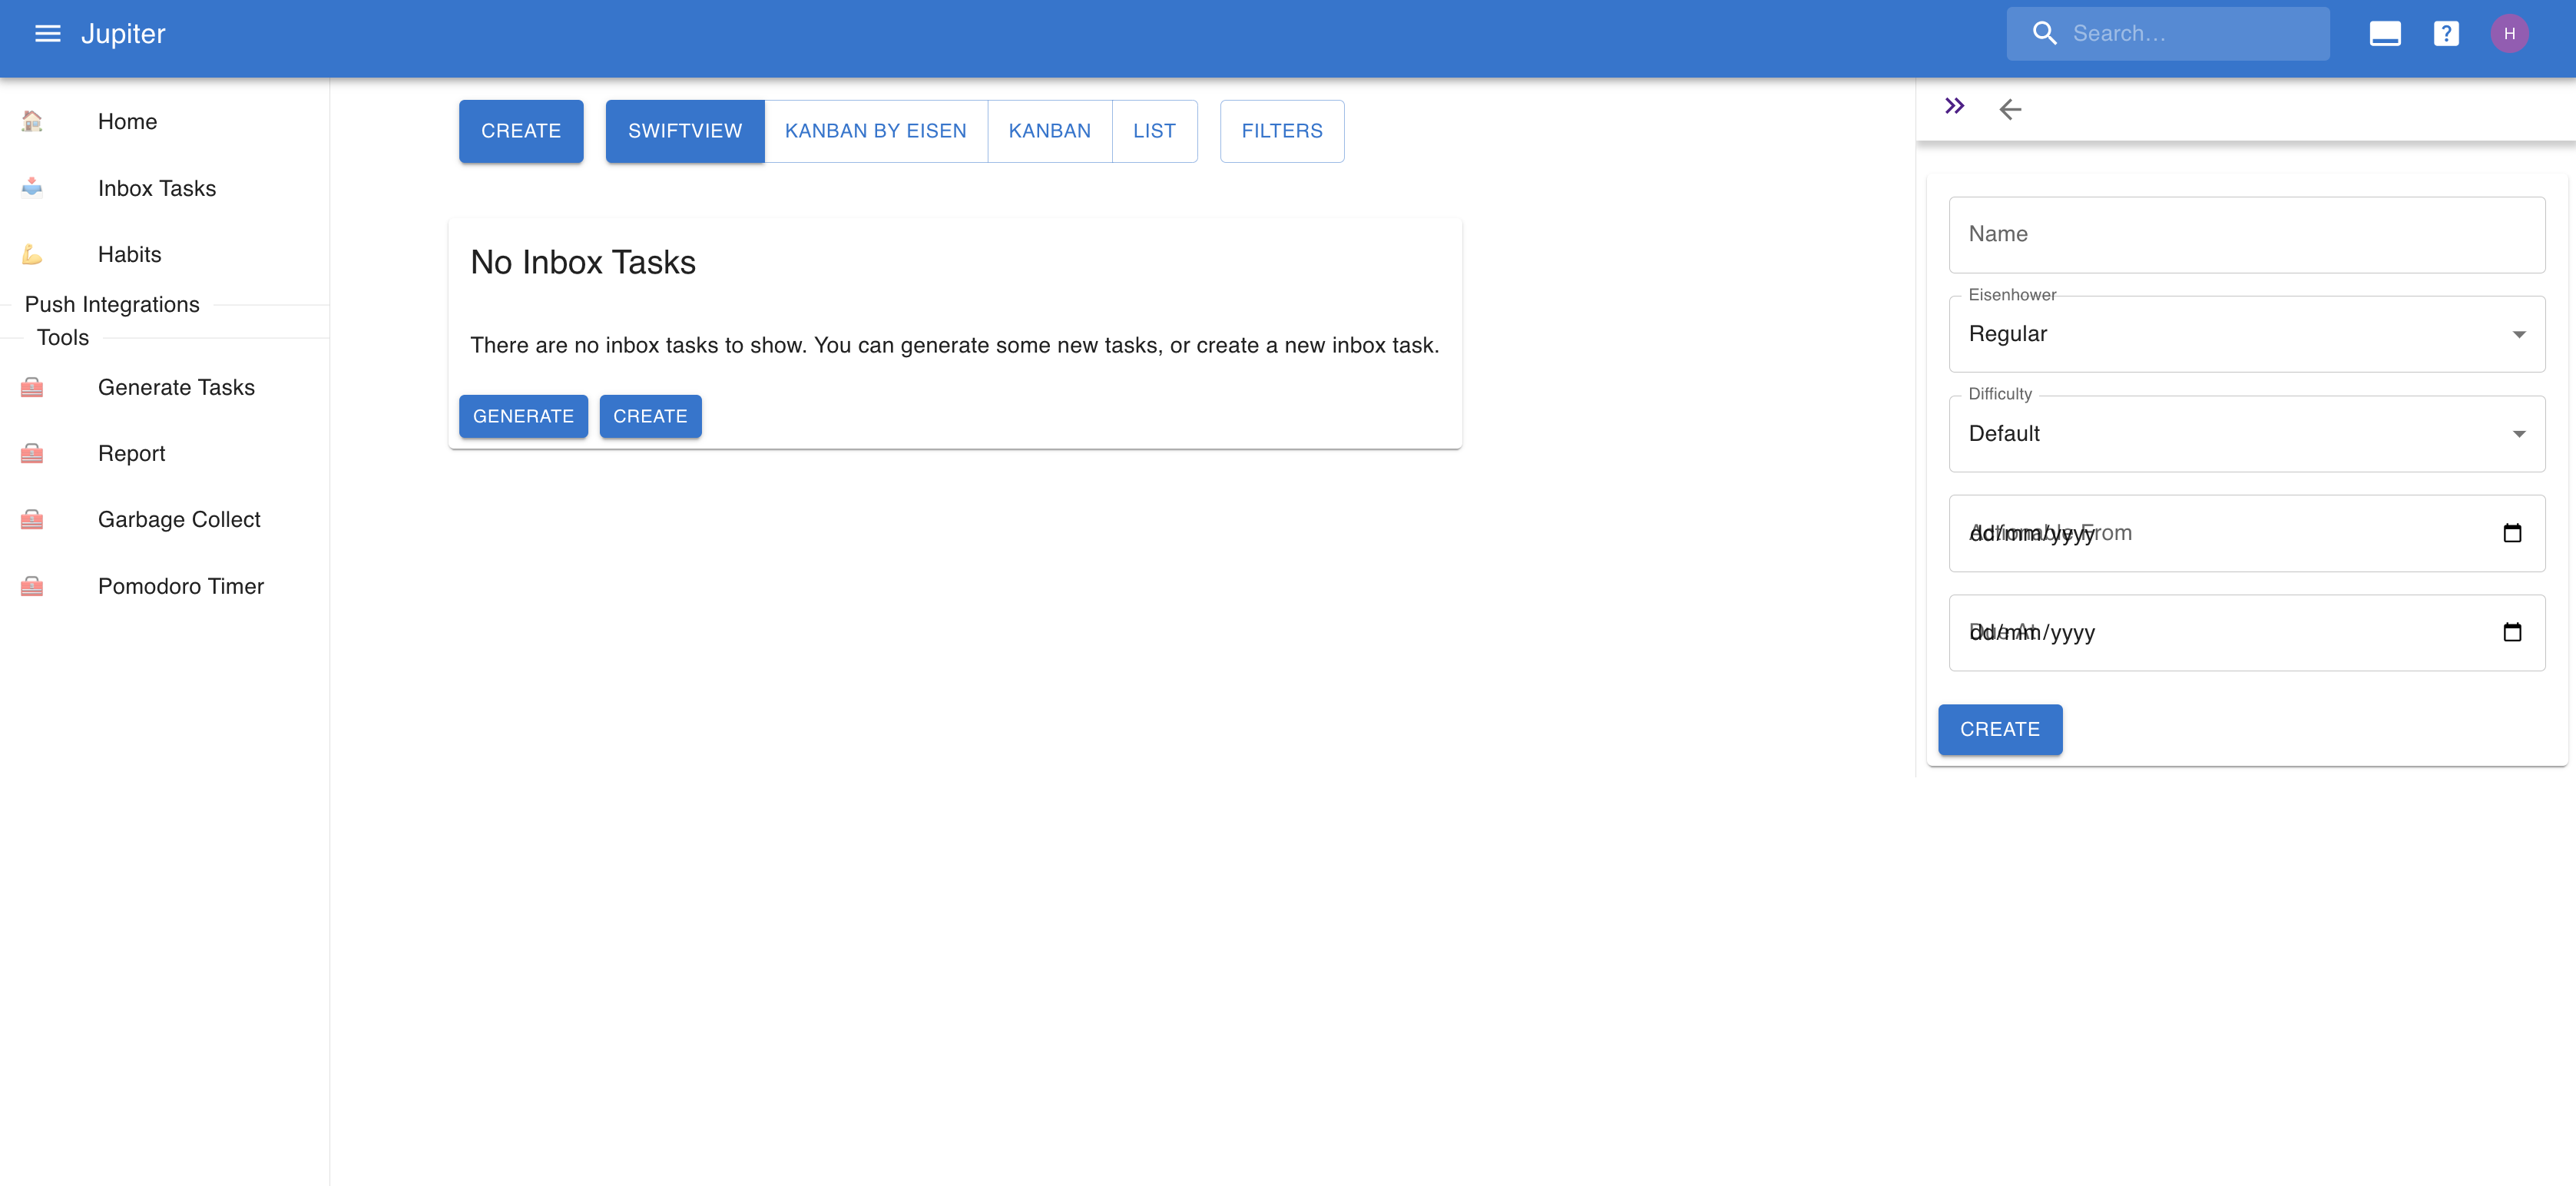 Jupiter
Search...
H
Home
Inbox Tasks
Habits
Push Integrations
Tools
Generate Tasks
Report
Garbage Collect
Pomodoro Timer
CREATE
SWIFTVIEW
KANBAN BY EISEN
KANBAN
LIST
FILTERS
No Inbox Tasks
There are no inbox tasks to show. You can generate some new tasks, or create a new inbox task.
GENERATE
CREATE
Name
Eisenhower
Regular
Difficulty
Default
Actionable From
dd/mm/yyyy
Due At
dd/mm/yyyy
CREATE